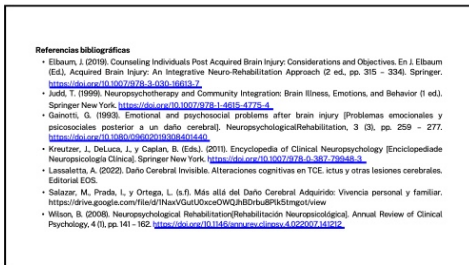 Referencias bibliográficas
• Elbaum, J. (2019). Counseling Individuals Post Acquired Brain Injury: Considerations and Objectives. En J. Elbaum
(Ed.), Acquired Brain Injury: An Integrative Neuro-Rehabilitation Approach (2 ed., pp. 315 – 334). Springer.
https://doi.org/10.1007/978-3-030-16613-7
• Judd, T. (1999). Neuropsychotherapy and Community Integration: Brain Illness, Emotions, and Behavior (1 ed.).
Springer New York. https://doi.org/10.1007/978-1-4615-4775-4
• Gainotti, G. (1993). Emotional and psychosocial problems after brain injury [Problemas emocionales y
psicosociales posterior a un daño cerebral]. NeuropsychologicalRehabilitation, 3 (3), pp. 259 – 277.
https://doi.org/10.1080/09602019308401440
• Kreutzer, J., DeLuca, J., y Caplan, B. (Eds.). (2011). Encyclopedia of Clinical Neuropsychology [Enciclopediade
Neuropsicología Clínica]. Springer New York. https://doi.org/10.1007/978-0-387-79948-3
• Lassaletta, A. (2022). Daño Cerebral Invisible. Alteraciones cognitivas en TCE. ictus y otras lesiones cerebrales.
Editorial EOS.
• Salazar, M., Prada, I., y Ortega, L. (s.f). Más allá del Daño Cerebral Adquirido: Vivencia personal y familiar.
https://drive.google.com/file/d/1NaxVGutU0xceOWQJhBDrbu8Plk5tmgot/view
• Wilson, B. (2008). Neuropsychological Rehabilitation[Rehabilitación Neuropsicológica]. Annual Review of Clinical
Psychology, 4 (1), pp. 141 – 162. https://doi.org/10.1146/annurev.clinpsy.4.022007.141212